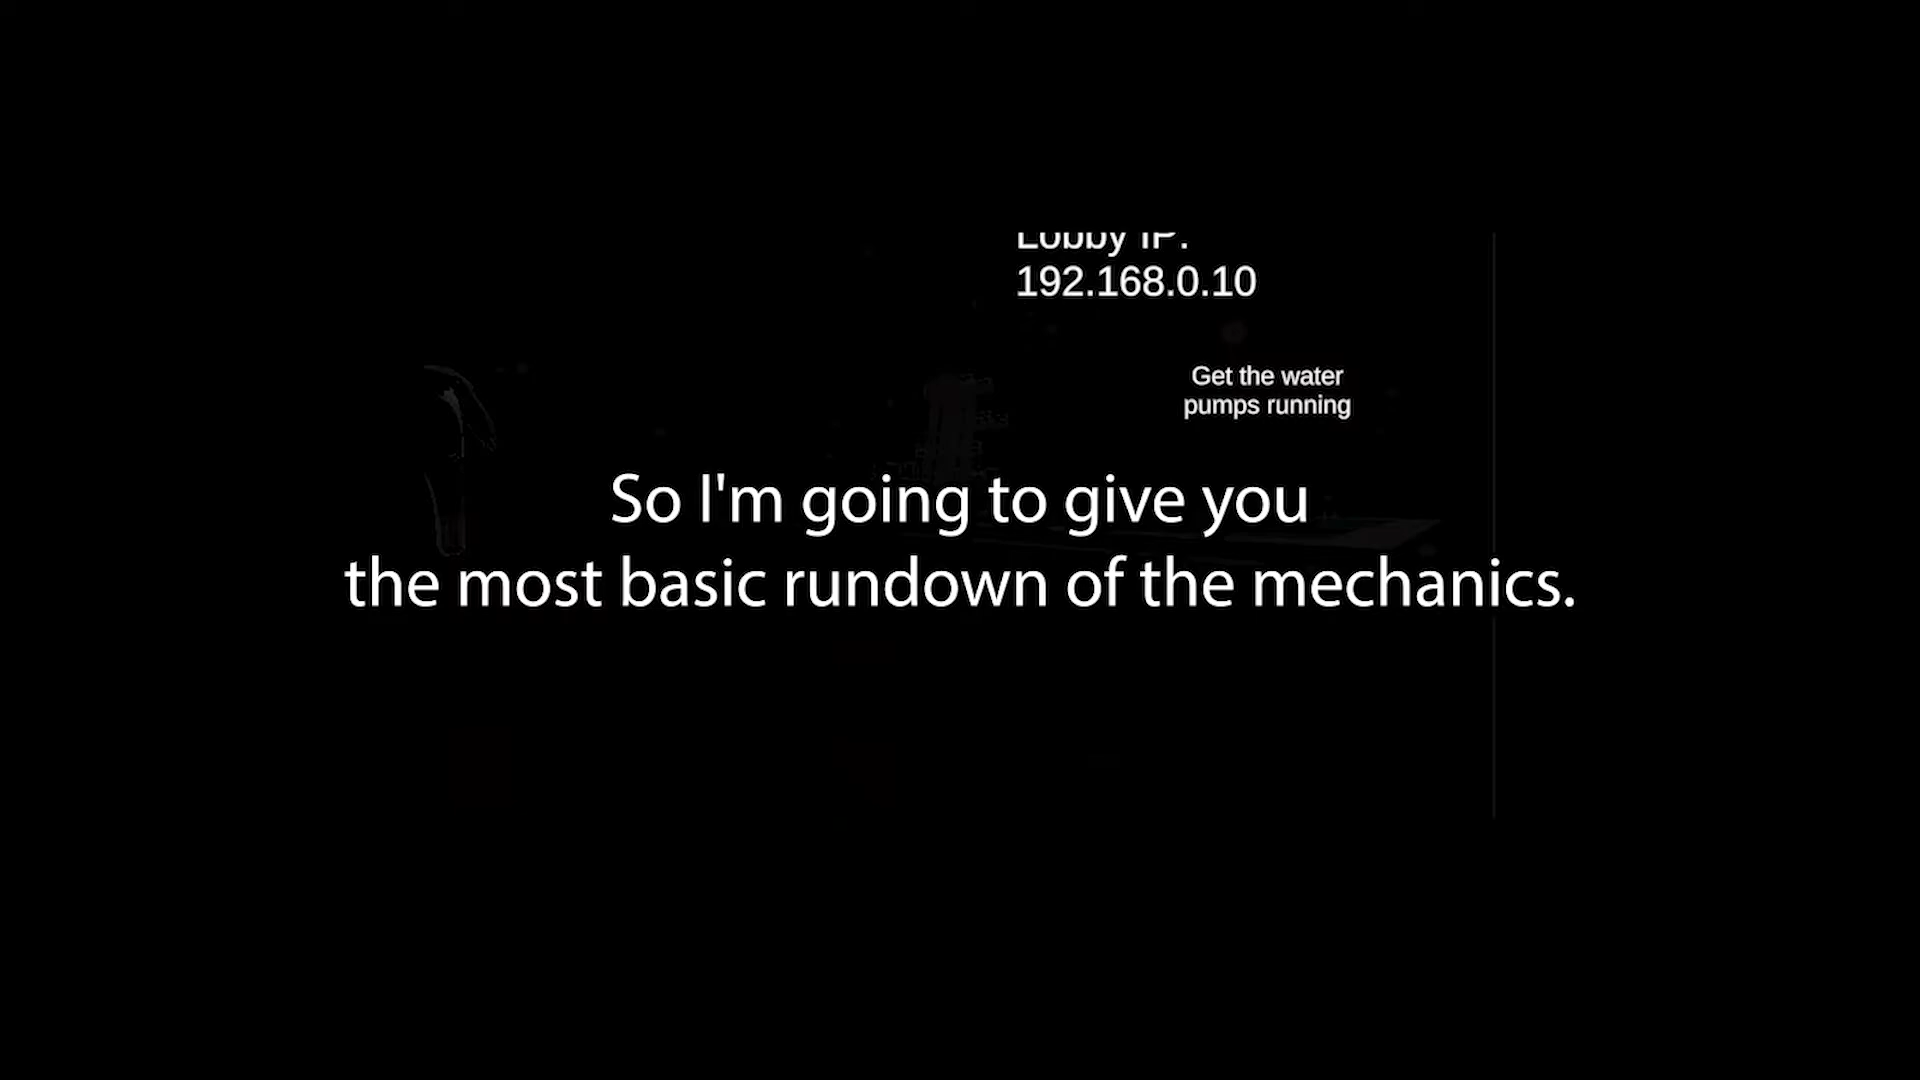 Lobby IP:
192.168.0.10
Get the water
pumps running
So I'm going to give you
the most basic rundown of the mechanics.